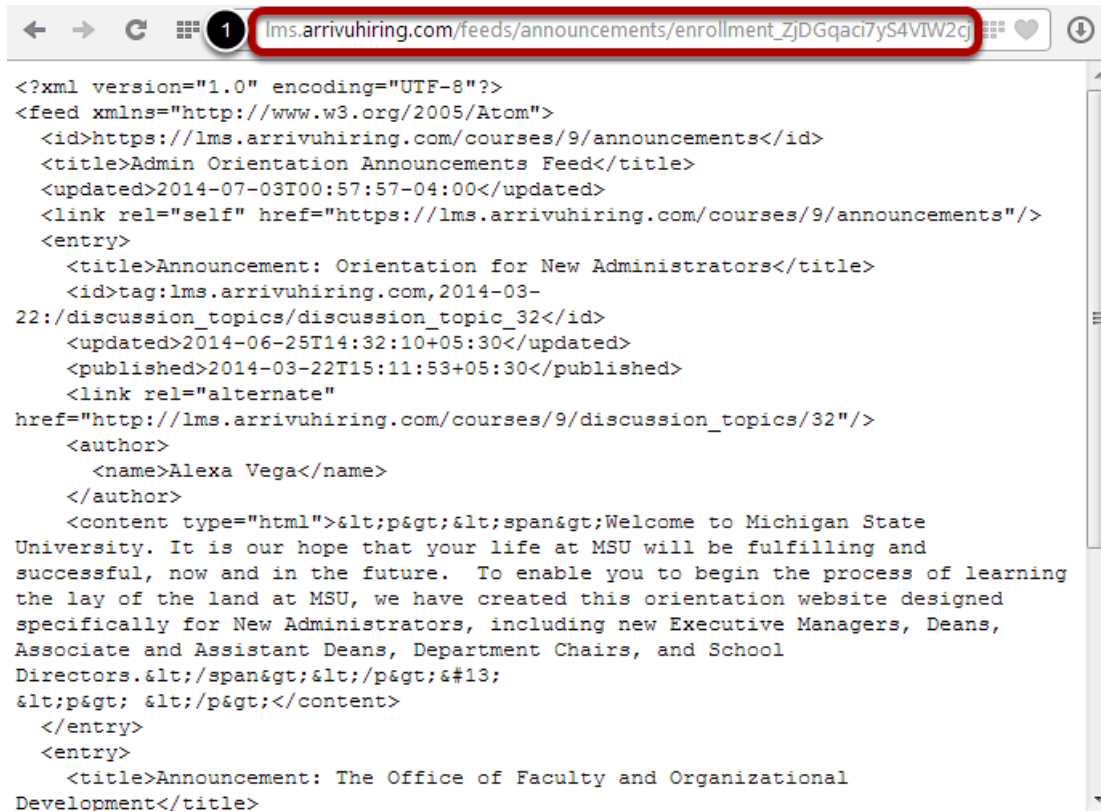 1
lms.arrivuhiring.com/feeds/announcements/enrollment_ZjDGqaci7yS4VIW2cj
<?xml version="1.0" encoding="UTF-8"?>
<feed xmlns="http://www.w3.org/2005/Atom">
  <id>https://lms.arrivuhiring.com/courses/9/announcements</id>
  <title>Admin Orientation Announcements Feed</title>
  <updated>2014-07-03T00:57:57-04:00</updated>
  <link rel="self" href="https://lms.arrivuhiring.com/courses/9/announcements"/>
  <entry>
    <title>Announcement: Orientation for New Administrators</title>
    <id>tag:lms.arrivuhiring.com,2014-03-
22:/discussion_topics/discussion_topic_32</id>
    <updated>2014-06-25T14:32:10+05:30</updated>
    <published>2014-03-22T15:11:53+05:30</published>
    <link rel="alternate"
href="http://lms.arrivuhiring.com/courses/9/discussion_topics/32"/>
    <author>
      <name>Alexa Vega</name>
    </author>
    <content type="html">&lt;p&gt;&lt;span&gt;Welcome to Michigan State
University. It is our hope that your life at MSU will be fulfilling and
successful, now and in the future.  To enable you to begin the process of learning
the lay of the land at MSU, we have created this orientation website designed
specifically for New Administrators, including new Executive Managers, Deans,
Associate and Assistant Deans, Department Chairs, and School
Directors.&lt;/span&gt;&lt;/p&gt;&#13;
&lt;p&gt; &lt;/p&gt;</content>
  </entry>
  <entry>
    <title>Announcement: The Office of Faculty and Organizational
Development</title>